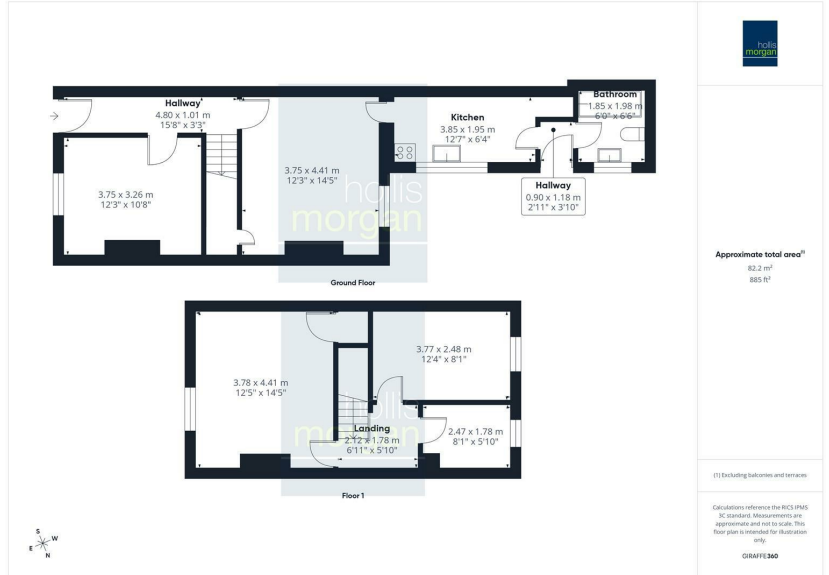 hollis
morgan
Hallway
4.80 x 1.01 m
15'8" x 3'3"
3.75 x 3.26 m
12'3" x 10'8"
3.75 x 4.41 m
12'3" x 14'5"
hollis
morgan
Kitchen
3.85 x 1.95 m
12'7" x 6'4"
Bathroom
1.85 x 1.98 m
6'0" x 6'6"
Hallway
0.90 x 1.18 m
2'11" x 3'10"
Ground Floor
3.78 x 4.41 m
12'5" x 14'5"
3.77 x 2.48 m
12'4" x 8'1"
hollis
morgan
Landing
2.12 x 1.78 m
6'11" x 5'10"
2.47 x 1.78 m
8'1" x 5'10"
Floor 1
S
W
E
N
Approximate total area(1)
82.2 m²
885 ft²
(1) Excluding balconies and terraces
Calculations reference the RICS IPMS
3C standard. Measurements are
approximate and not to scale. This
floor plan is intended for illustration
only.
GIRAFFE360